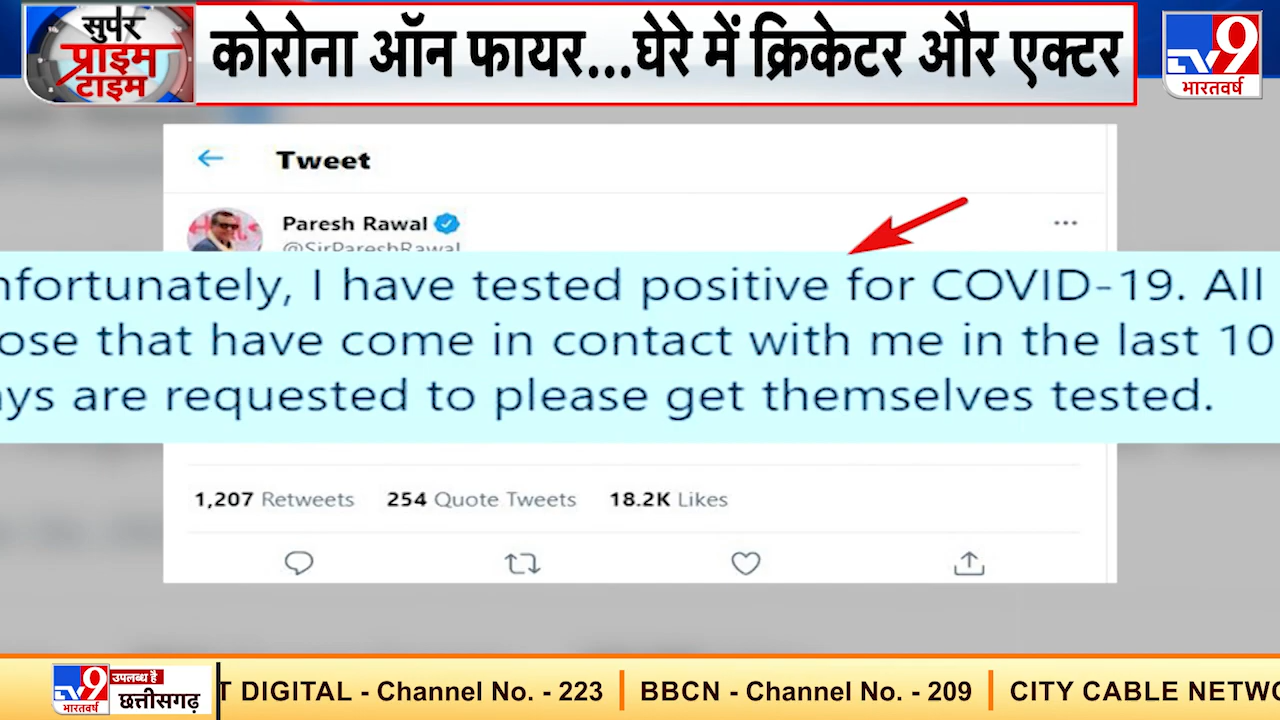 सुपर
प्राइम
टाइम
कोरोना ऑन फायर...घेरे में क्रिकेटर और एक्टर
TV9
भारतवर्ष
Tweet
Paresh Rawal
@SirPareshRawal
nfortunately, I have tested positive for COVID-19. All
ose that have come in contact with me in the last 10
ays are requested to please get themselves tested.
1,207 Retweets 254 Quote Tweets 18.2K Likes
TV9
भारतवर्ष
उपलब्ध है
छत्तीसगढ़
T DIGITAL - Channel No. - 223 | BBCN - Channel No. - 209 | CITY CABLE NETWO